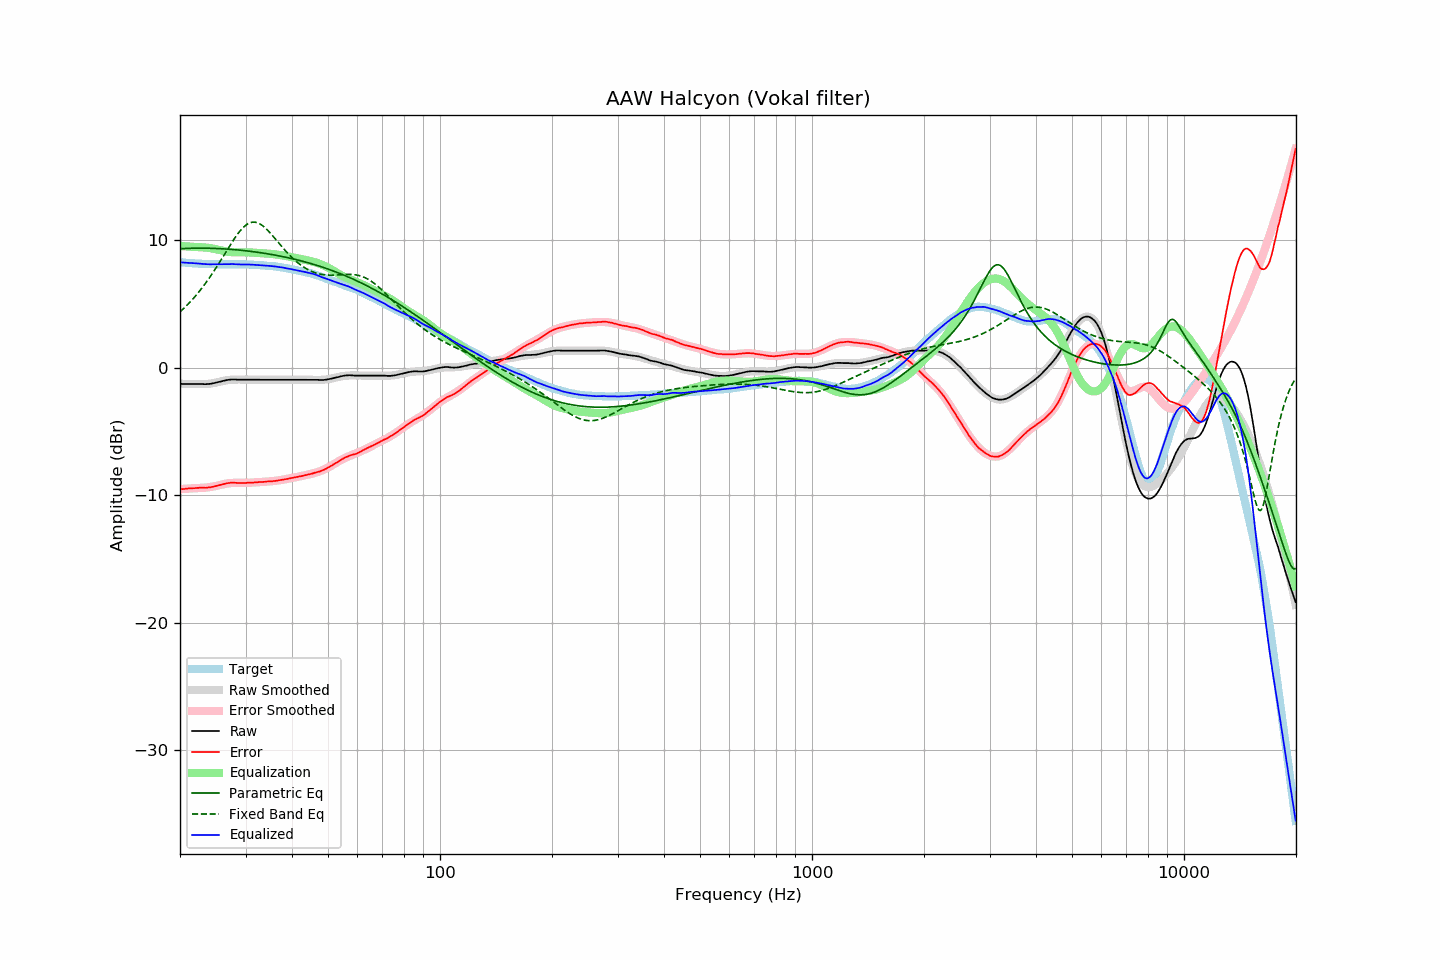 AAW Halcyon (Vokal filter)
Amplitude (dBr)
10
0
−10
−20
−30
Target
Raw Smoothed
Error Smoothed
Raw
Error
Equalization
Parametric Eq
Fixed Band Eq
Equalized
100 1000 10000
Frequency (Hz)